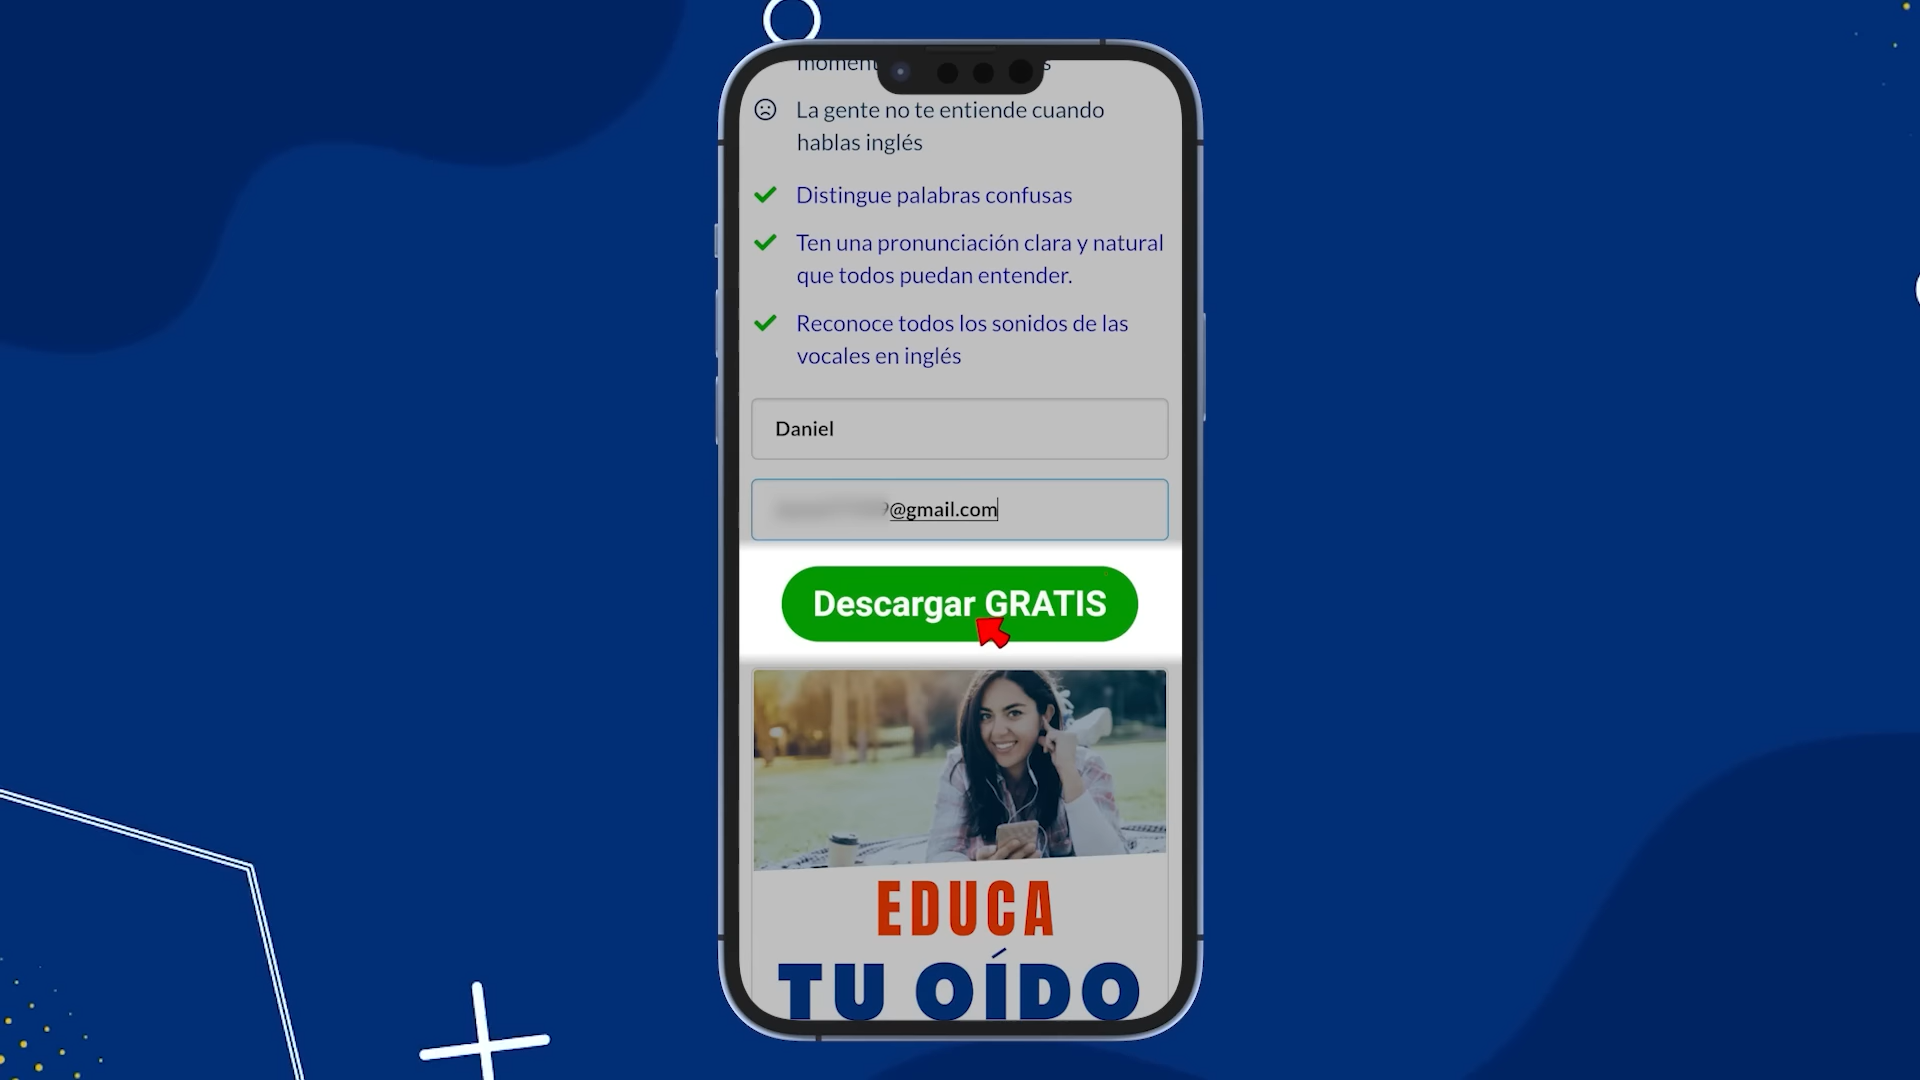 La gente no te entiende cuando
hablas inglés
Distingue palabras confusas
Ten una pronunciación clara y natural
que todos puedan entender.
Reconoce todos los sonidos de las
vocales en inglés
Daniel
@gmail.com
Descargar GRATIS
EDUCA
TU OÍDO